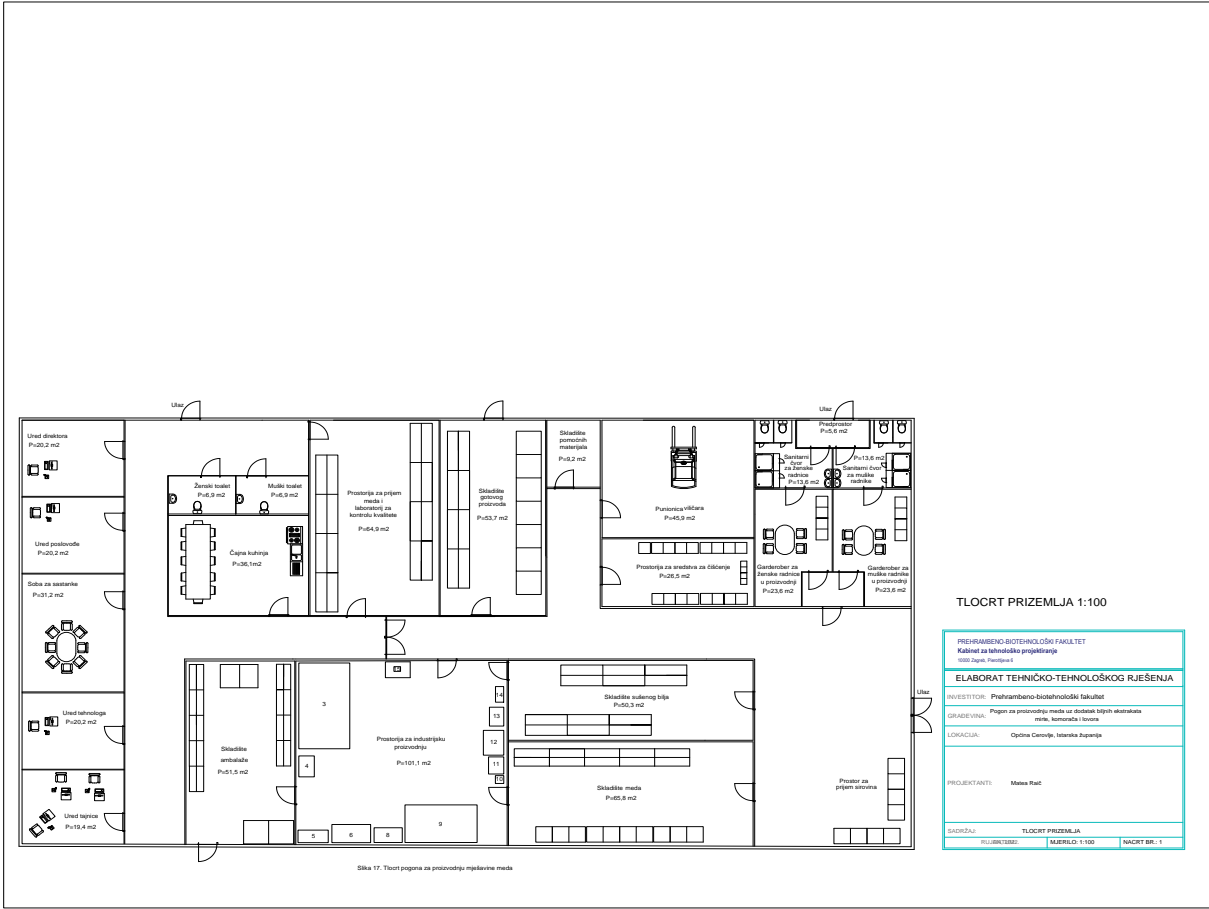 Ulaz
Ured direktora
P=20,2 m2
Ured poslovođe
P=20,2 m2
Soba za sastanke
P=31,2 m2
Ured tehnologa
P=20,2 m2
Ured tajnice
P=19,4 m2
Ženski toalet
P=6,9 m2
Muški toalet
P=6,9 m2
Čajna kuhinja
P=36,1m2
Prostorija za prijem
meda i
laboratorij za
kontrolu kvalitete
P=64,9 m2
Skladište
gotovog
proizvoda
P=53,7 m2
Skladište
pomoćnih
materijala
P=9,2 m2
Punionica viličara
P=45,9 m2
Prostorija za sredstva za čišćenje
P=26,5 m2
Ulaz
Predprostor
P=5,6 m2
Sanitarni
čvor
za ženske
radnice
P=13,6 m2
P=13,6 m2
Sanitarni čvor
za muške
radnike
Garderober za
ženske radnice
u proizvodnji
P=23,6 m2
Garderober za
muške radnike
u proizvodnji
P=23,6 m2
Skladište
ambalaže
P=51,5 m2
Prostorija za industrijsku
proizvodnju
P=101,1 m2
3
4
5
6
8
9
10
11
12
13
14
Skladište sušenog bilja
P=50,3 m2
Skladište meda
P=65,8 m2
Prostor za
prijem sirovina
Ulaz
Slika 17. Tlocrt pogona za proizvodnju mješavine meda
TLOCRT PRIZEMLJA 1:100
PREHRAMBENO-BIOTEHNOLOŠKI FAKULTET
Kabinet za tehnološko projektiranje
10000 Zagreb, Pierottijeva 6
ELABORAT TEHNIČKO-TEHNOLOŠKOG RJEŠENJA
INVESTITOR: Prehrambeno-biotehnološki fakultet
GRAĐEVINA: Pogon za proizvodnju meda uz dodatak biljnih ekstrakata
mirte, komorača i lovora
LOKACIJA: Općina Cerovlje, Istarska županija
PROJEKTANTI: Matea Raič
SADRŽAJ: TLOCRT PRIZEMLJA
MJERILO: 1:100 NACRT BR.: 1